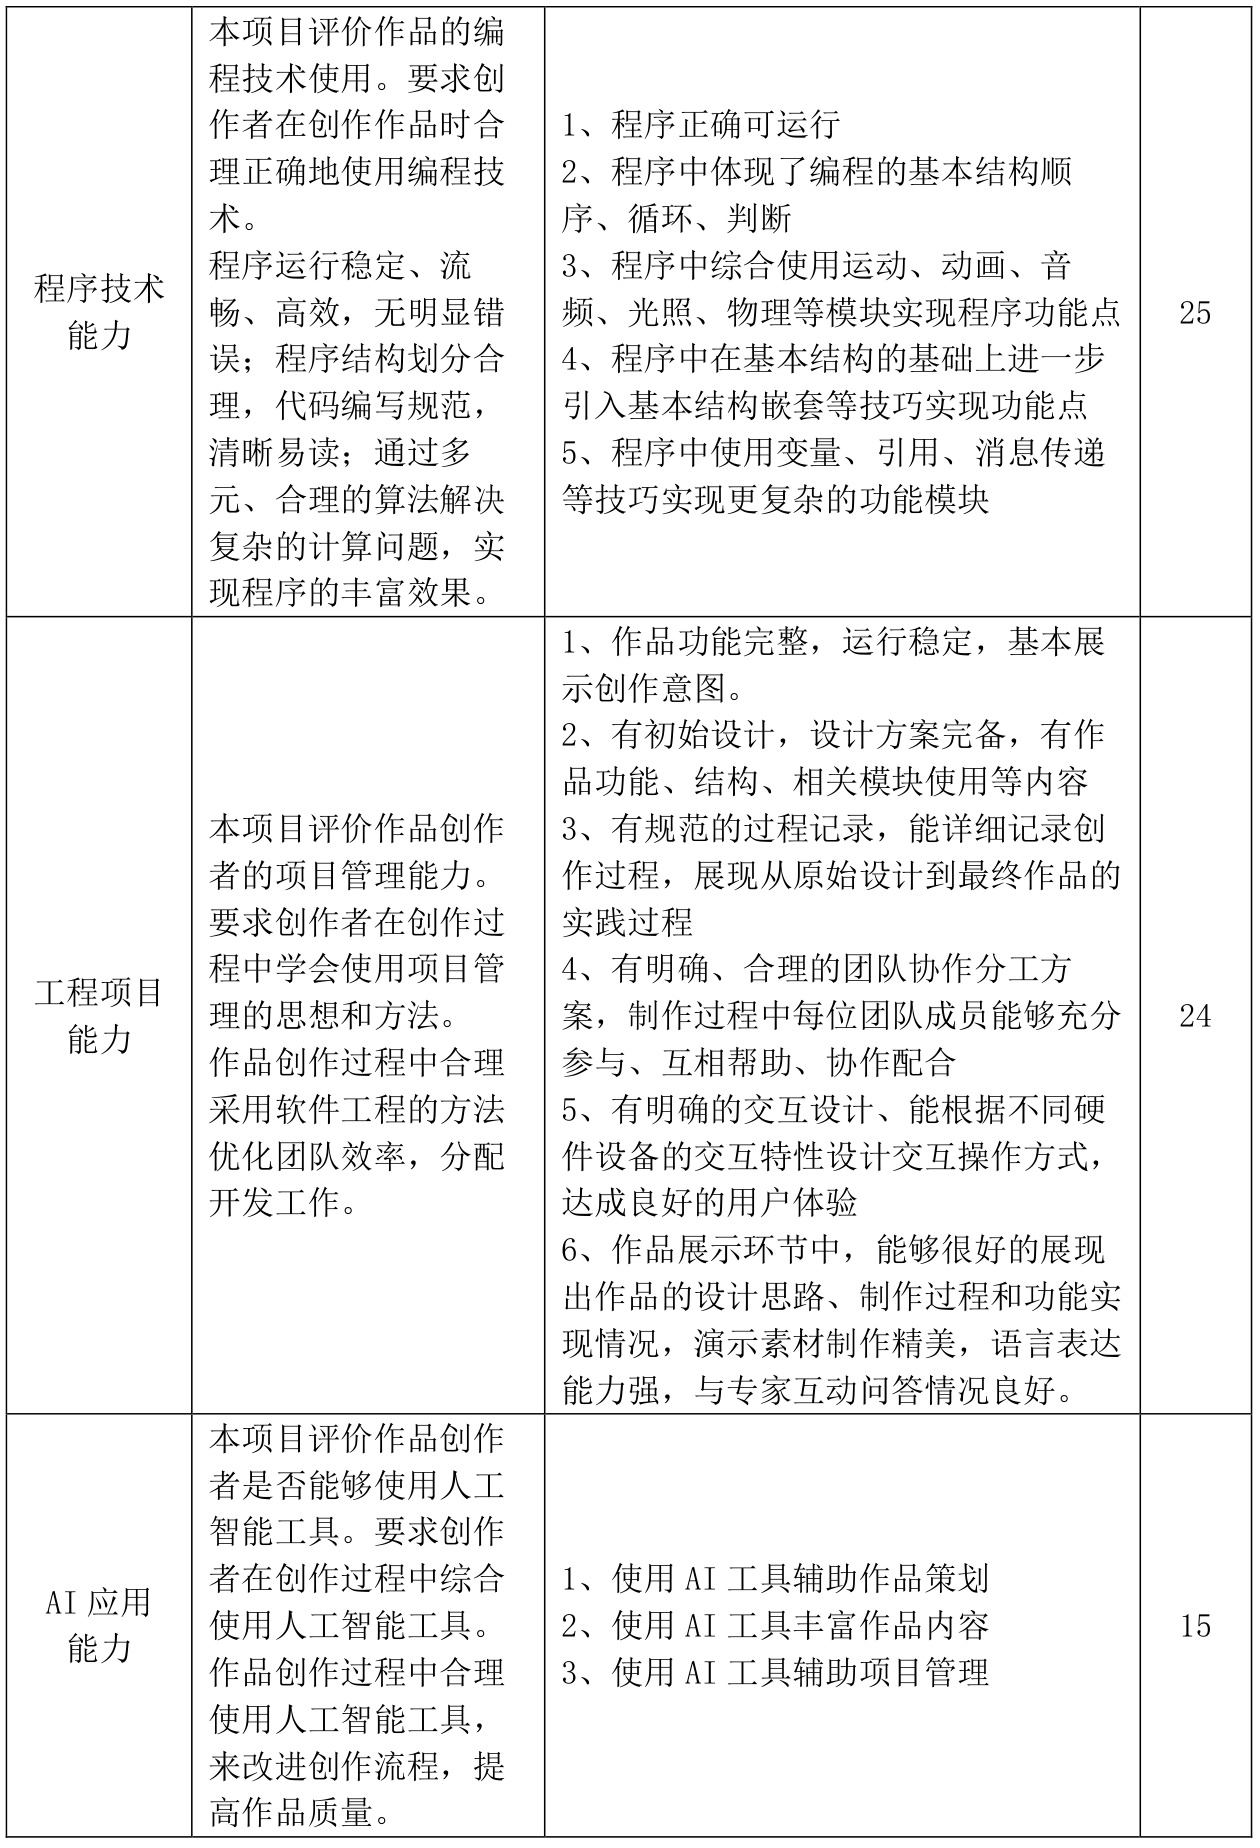 程序技术
能力
本项目评价作品的编
程技术使用。要求创
作者在创作作品时合
理正确地使用编程技
术。
程序运行稳定、流
畅、高效，无明显错
误；程序结构划分合
理，代码编写规范，
清晰易读；通过多
元、合理的算法解决
复杂的计算问题，实
现程序的丰富效果。
1、程序正确可运行
2、程序中体现了编程的基本结构顺
序、循环、判断
3、程序中综合使用运动、动画、音
频、光照、物理等模块实现程序功能点
4、程序中在基本结构的基础上进一步
引入基本结构嵌套等技巧实现功能点
5、程序中使用变量、引用、消息传递
等技巧实现更复杂的功能模块
25
工程项目
能力
本项目评价作品创作
者的项目管理能力。
要求创作者在创作过
程中学会使用项目管
理的思想和方法。
作品创作过程中合理
采用软件工程的方法
优化团队效率，分配
开发工作。
1、作品功能完整，运行稳定，基本展
示创作意图。
2、有初始设计，设计方案完备，有作
品功能、结构、相关模块使用等内容
3、有规范的过程记录，能详细记录创
作过程，展现从原始设计到最终作品的
实践过程
4、有明确、合理的团队协作分工方
案，制作过程中每位团队成员能够充分
参与、互相帮助、协作配合
5、有明确的交互设计、能根据不同硬
件设备的交互特性设计交互操作方式，
达成良好的用户体验
6、作品展示环节中，能够很好的展现
出作品的设计思路、制作过程和功能实
现情况，演示素材制作精美，语言表达
能力强，与专家互动问答情况良好。
24
AI 应用
能力
本项目评价作品创作
者是否能够使用人工
智能工具。要求创作
者在创作过程中综合
使用人工智能工具。
作品创作过程中合理
使用人工智能工具，
来改进创作流程，提
高作品质量。
1、使用 AI 工具辅助作品策划
2、使用 AI 工具丰富作品内容
3、使用 AI 工具辅助项目管理
15